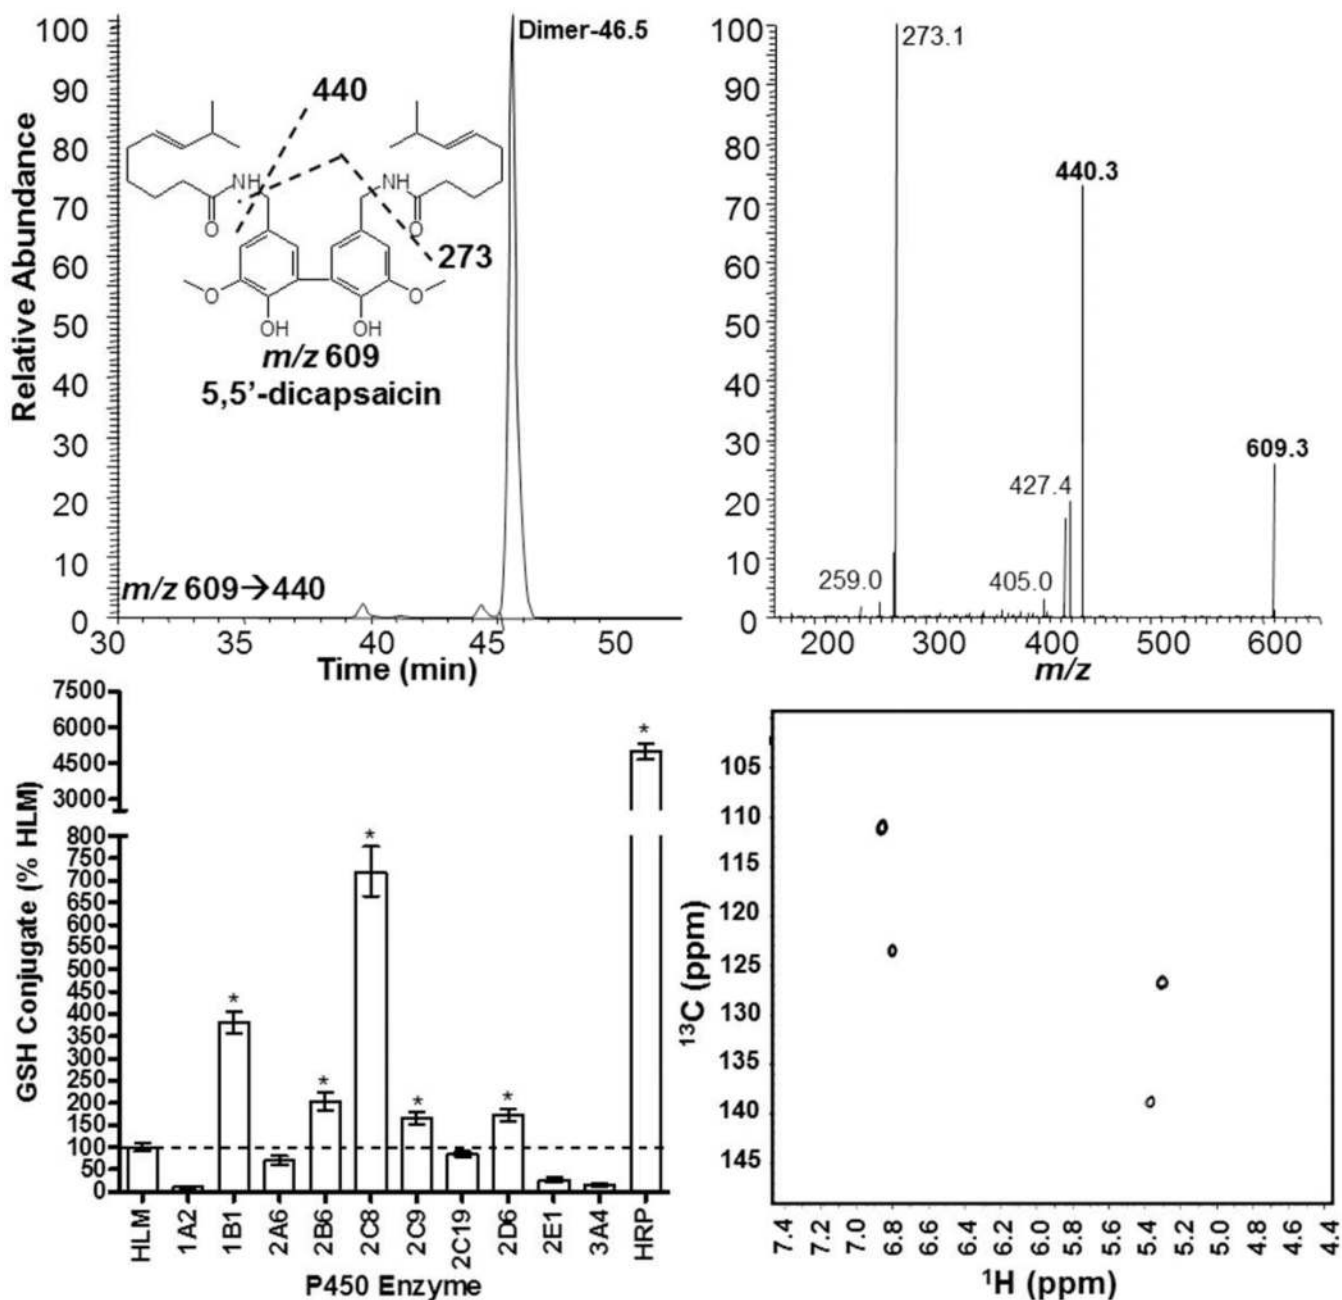 Relative Abundance
100
90
80
70
60
50
40
30
20
10
0
Dimer-46.5
440
NH
NH
O
O
273
O
O
OH
OH
m/z 609
5,5'-dicapsaicin
m/z 609→440
30 35 40 45 50
Time (min)
100
90
80
70
60
50
40
30
20
10
0
273.1
440.3
609.3
427.4
259.0
405.0
200 300 400 500 600
m/z
GSH Conjugate (% HLM)
7500
6000
4500
3000
800
750
700
650
600
550
500
450
400
350
300
250
200
150
100
50
0
*
*
*
*
*
*
HLM 1A2 1B1 2A6 2B6 2C8 2C9 2C19 2D6 2E1 3A4 HRP
P450 Enzyme
¹³C (ppm)
105
110
115
120
125
130
135
140
145
7.4 7.2 7.0 6.8 6.6 6.4 6.2 6.0 5.8 5.6 5.4 5.2 5.0 4.8 4.6 4.4
¹H (ppm)